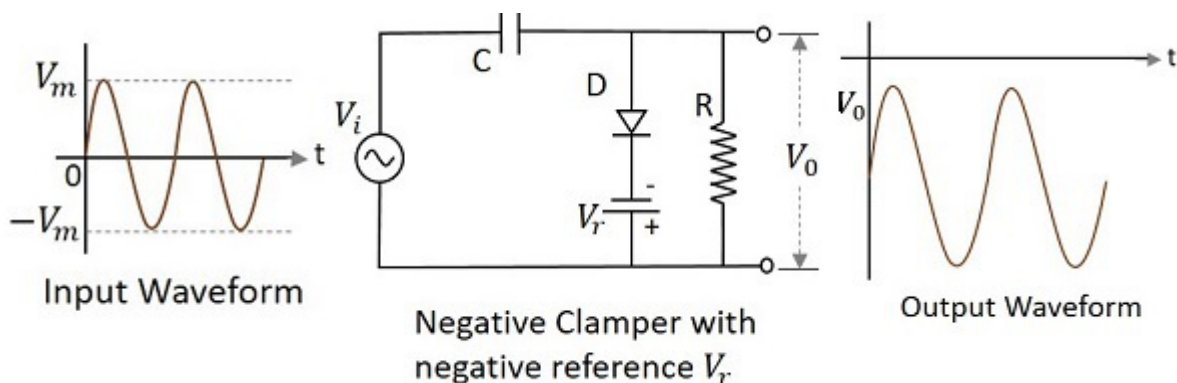 Vm
0
t
−Vm
Input Waveform
C
Vi
D
R
Vr
-
+
V0
Negative Clamper with
negative reference Vr
t
V0
Output Waveform